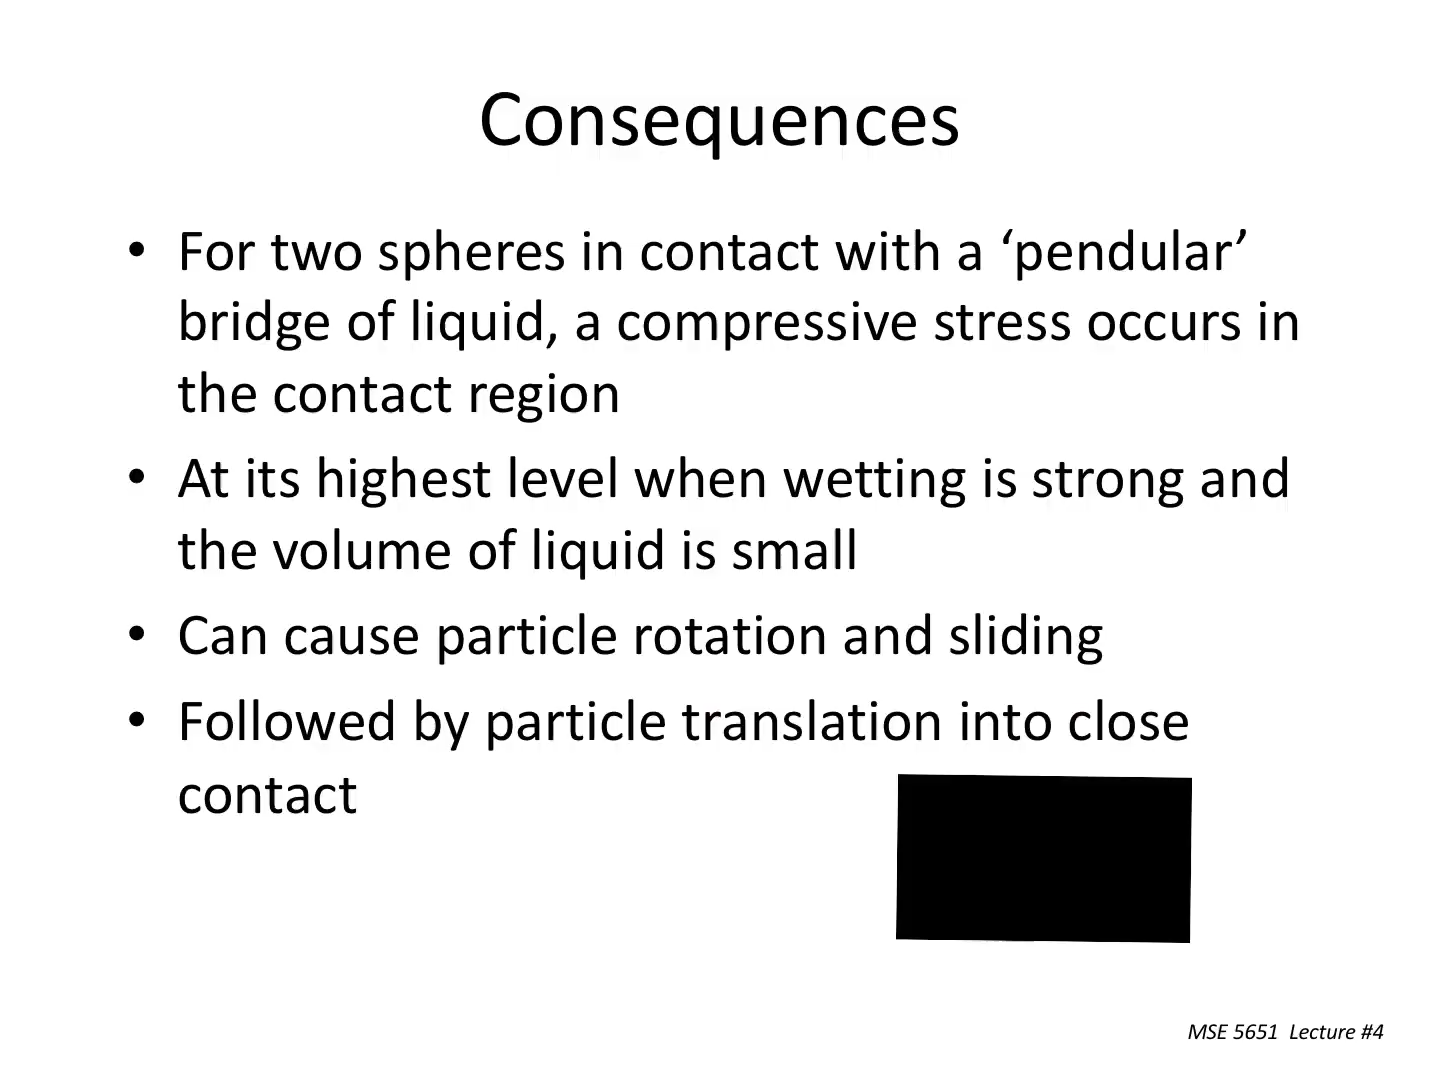 Consequences
• For two spheres in contact with a ‘pendular’
bridge of liquid, a compressive stress occurs in
the contact region
• At its highest level when wetting is strong and
the volume of liquid is small
• Can cause particle rotation and sliding
• Followed by particle translation into close
contact
MSE 5651 Lecture #4